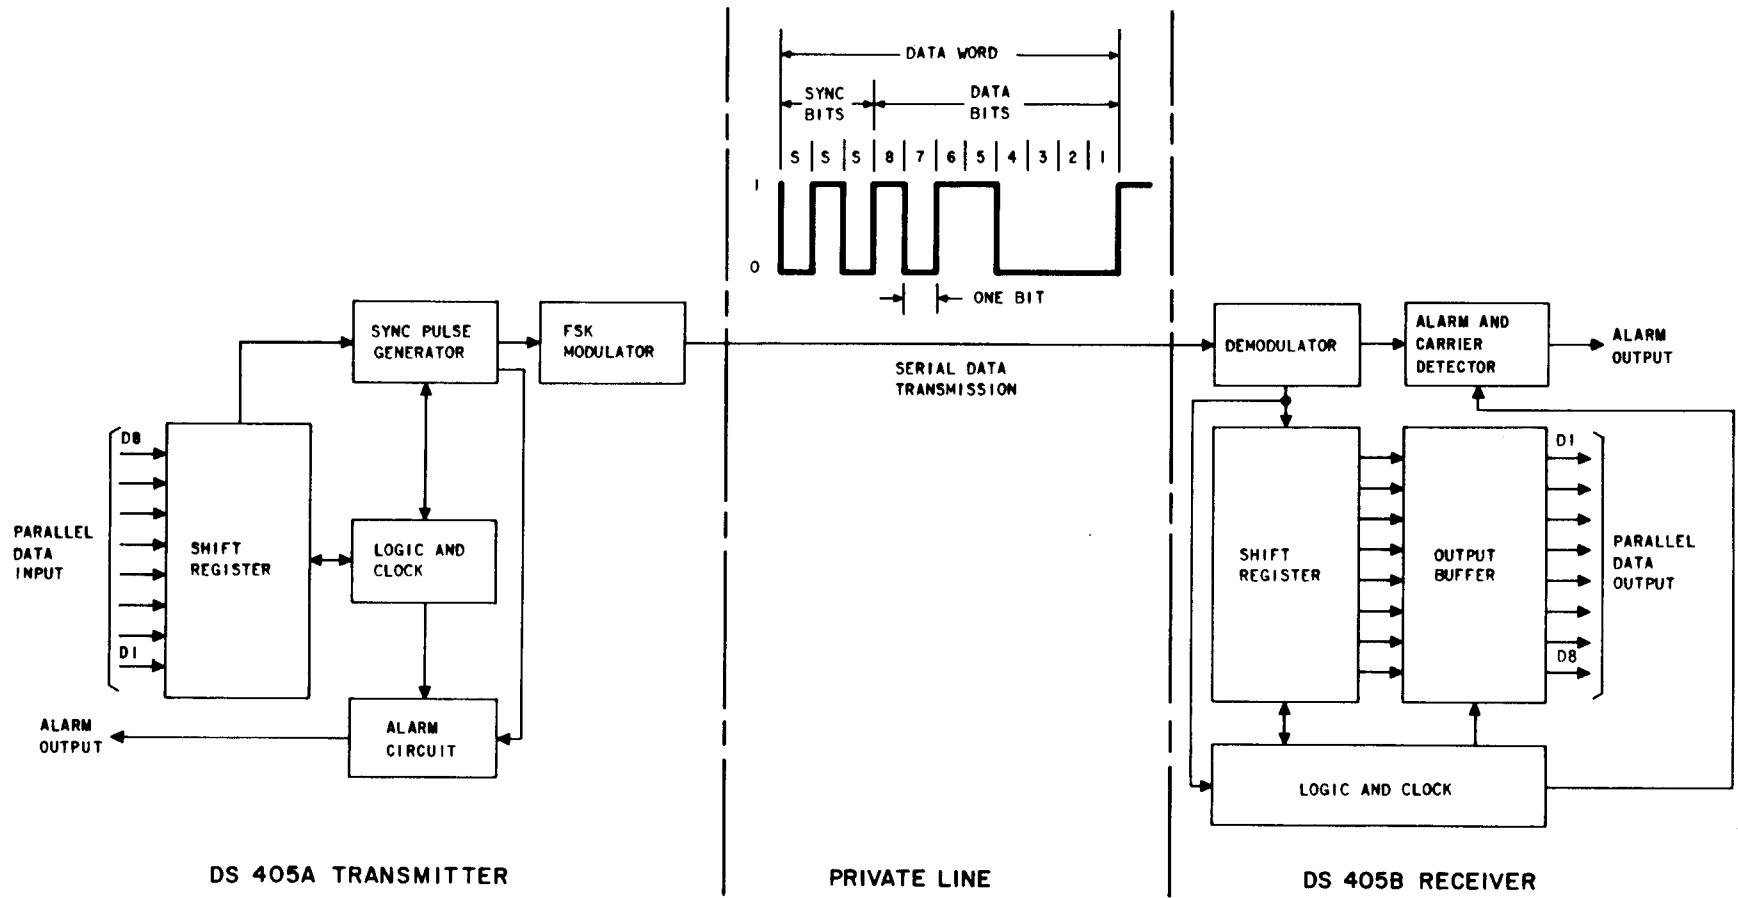 DATA WORD
SYNC BITS
DATA BITS
S S S 8 7 6 5 4 3 2 1
1
0
ONE BIT
SYNC PULSE
GENERATOR
FSK
MODULATOR
SERIAL DATA
TRANSMISSION
DEMODULATOR
ALARM AND
CARRIER
DETECTOR
ALARM
OUTPUT
D8
D1
PARALLEL
DATA
INPUT
SHIFT
REGISTER
LOGIC AND
CLOCK
ALARM
CIRCUIT
ALARM
OUTPUT
SHIFT
REGISTER
OUTPUT
BUFFER
D1
D8
PARALLEL
DATA
OUTPUT
LOGIC AND CLOCK
DS 405A TRANSMITTER
PRIVATE LINE
DS 405B RECEIVER